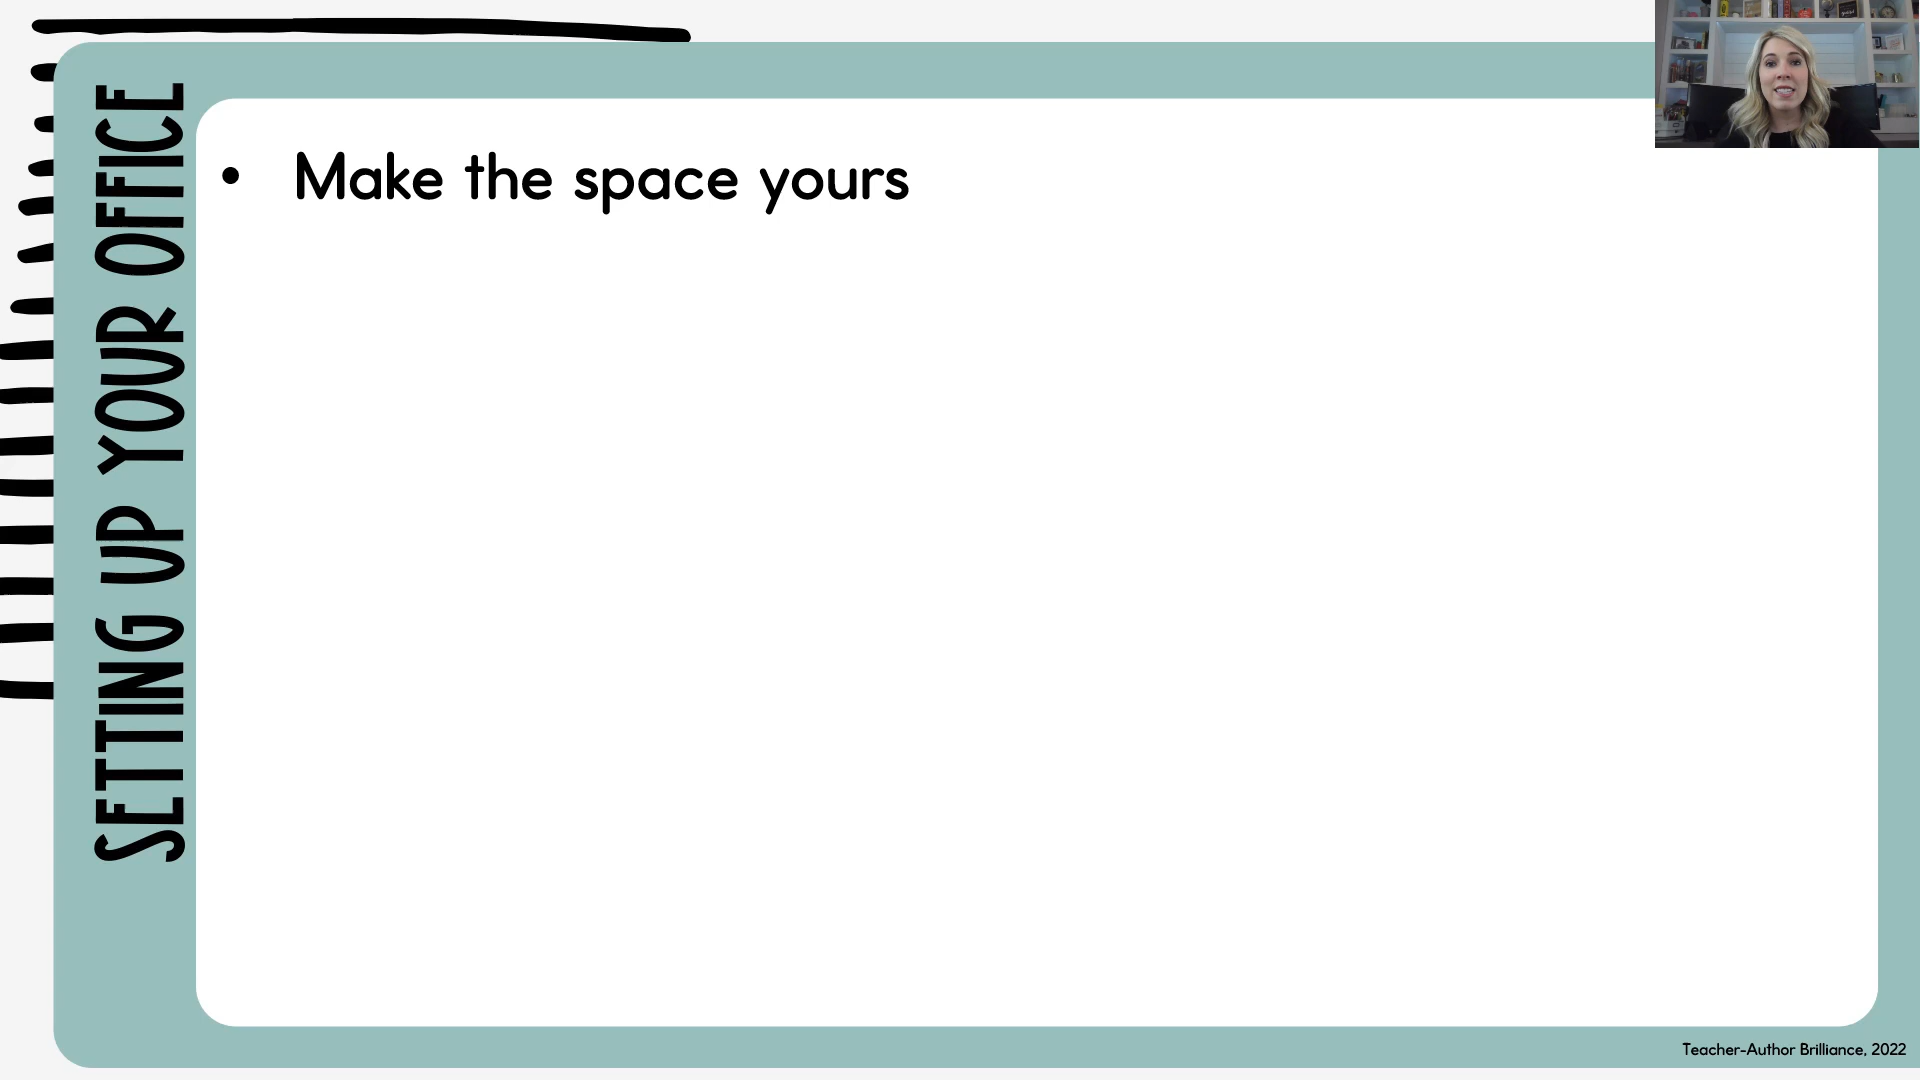 SETTING UP YOUR OFFICE
• Make the space yours
Teacher-Author Brilliance, 2022